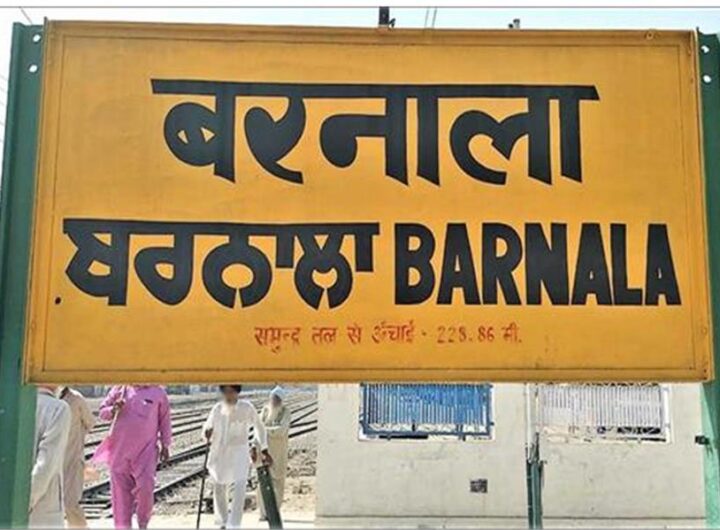 बरनाला
ਬਰਨਾਲਾ BARNALA
समुन्द्र तल से ऊँचाई - 228.86 मी.